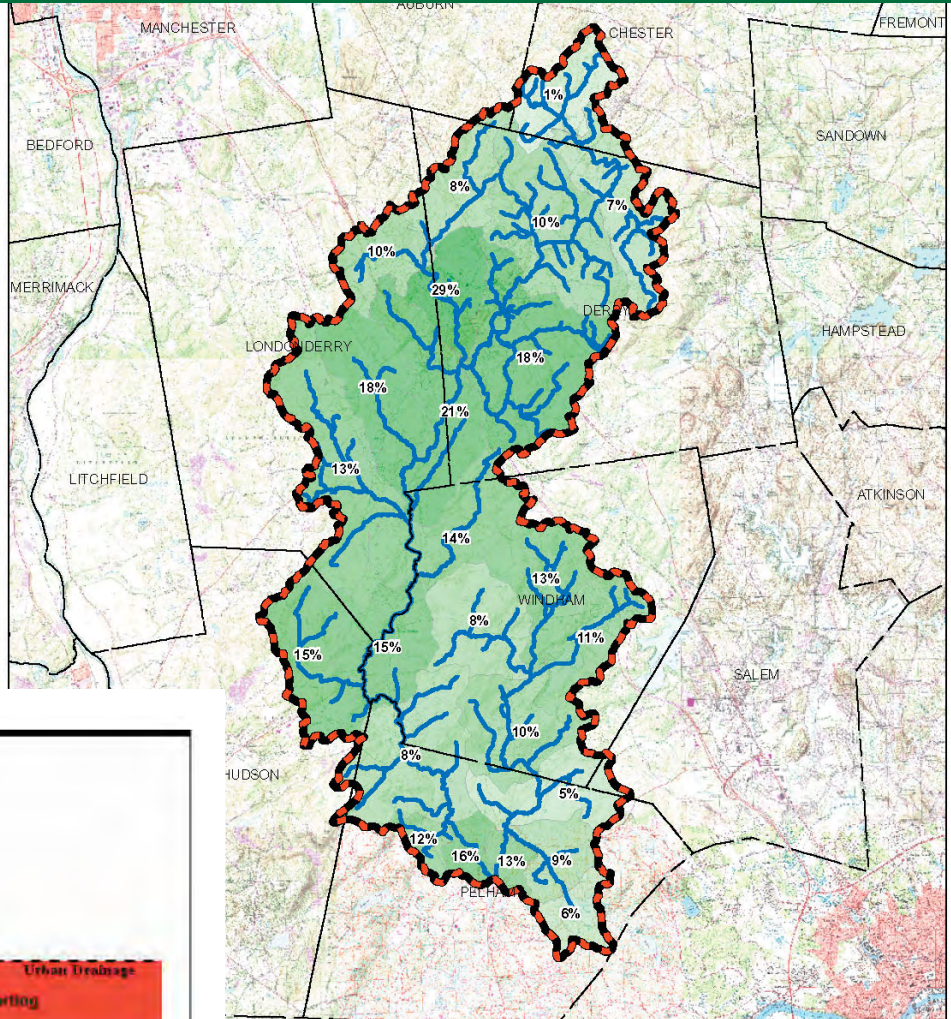 AUBURN
MANCHESTER
FREMONT
CHESTER
1%
SANDOWN
BEDFORD
8%
7%
10%
10%
MERRIMACK
29%
DERRY
HAMPSTEAD
LONDONDERRY
18%
18%
21%
13%
LITCHFIELD
ATKINSON
14%
13%
WINDHAM
8%
11%
15%
15%
SALEM
10%
8%
HUDSON
5%
12%
16%
13%
9%
PELHAM
6%
Urban Drainage